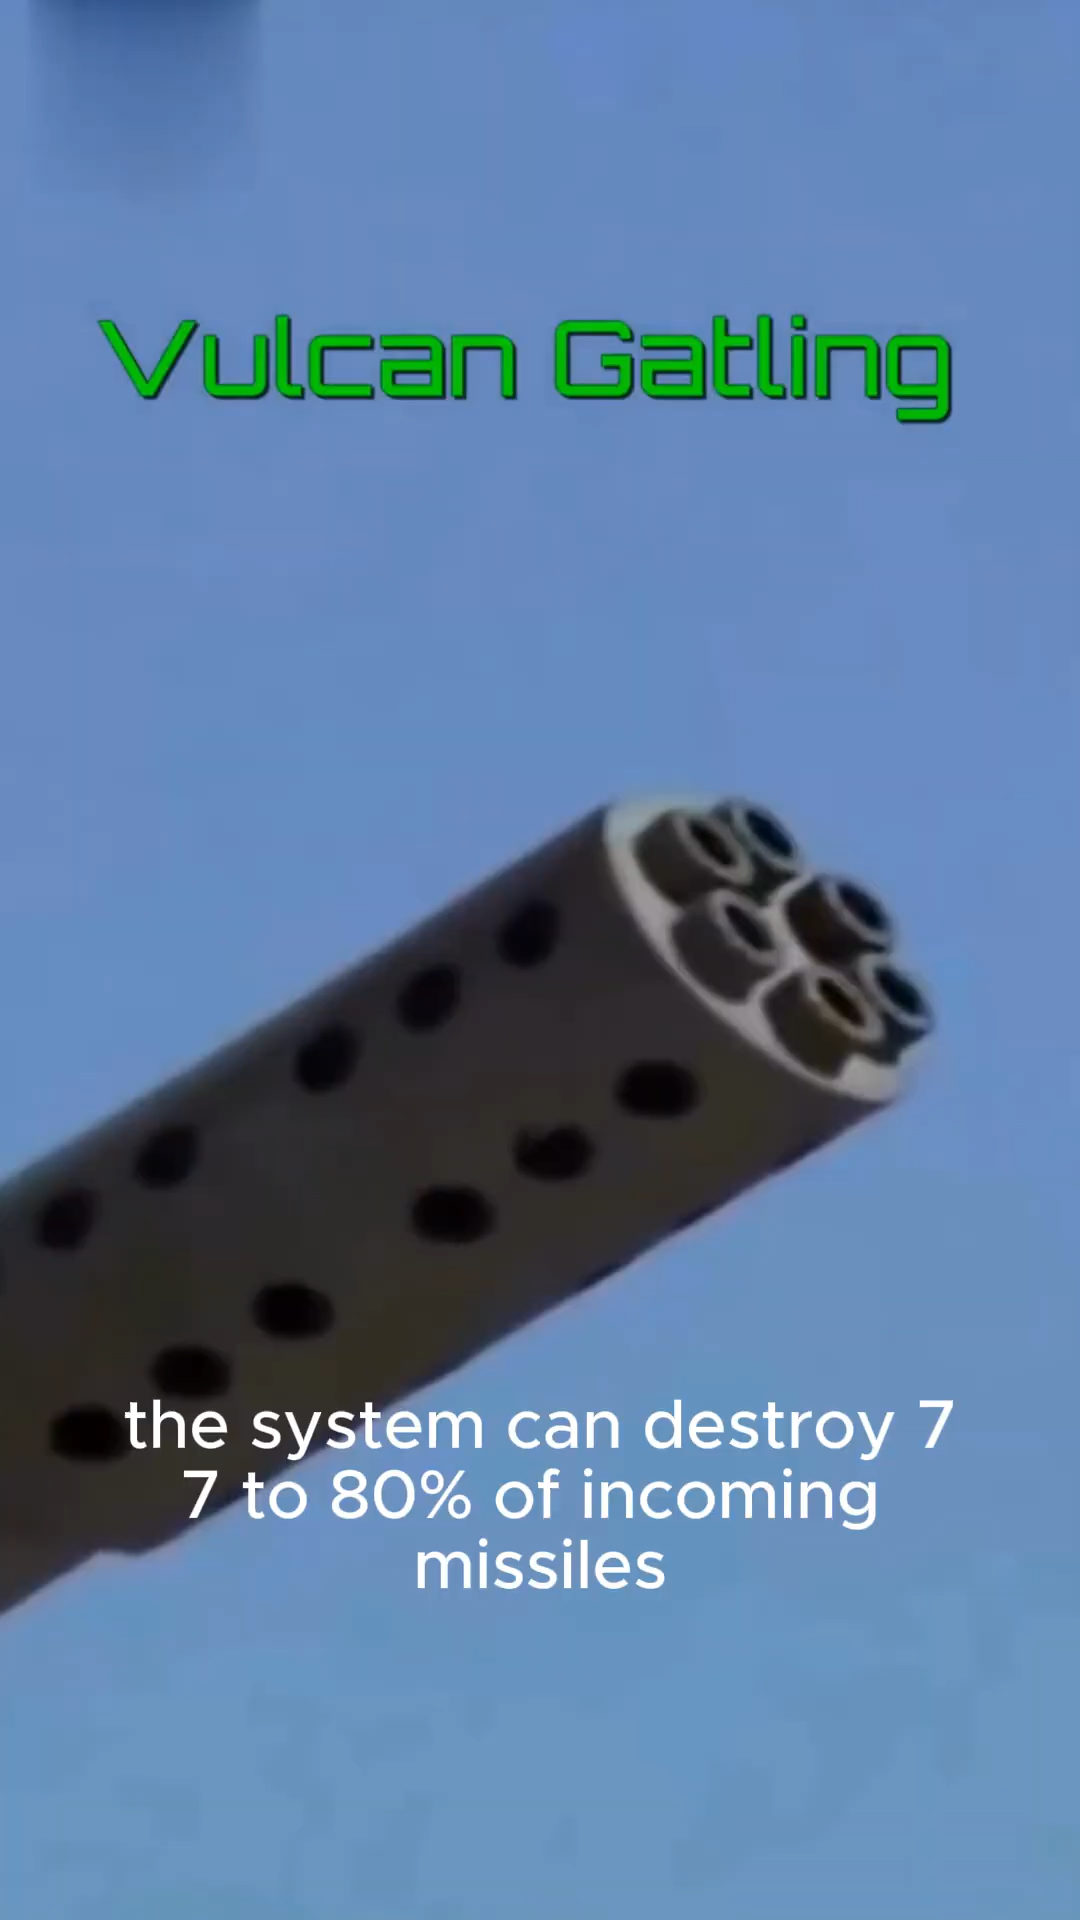 Vulcan Gatling
the system can destroy 7
7 to 80% of incoming
missiles